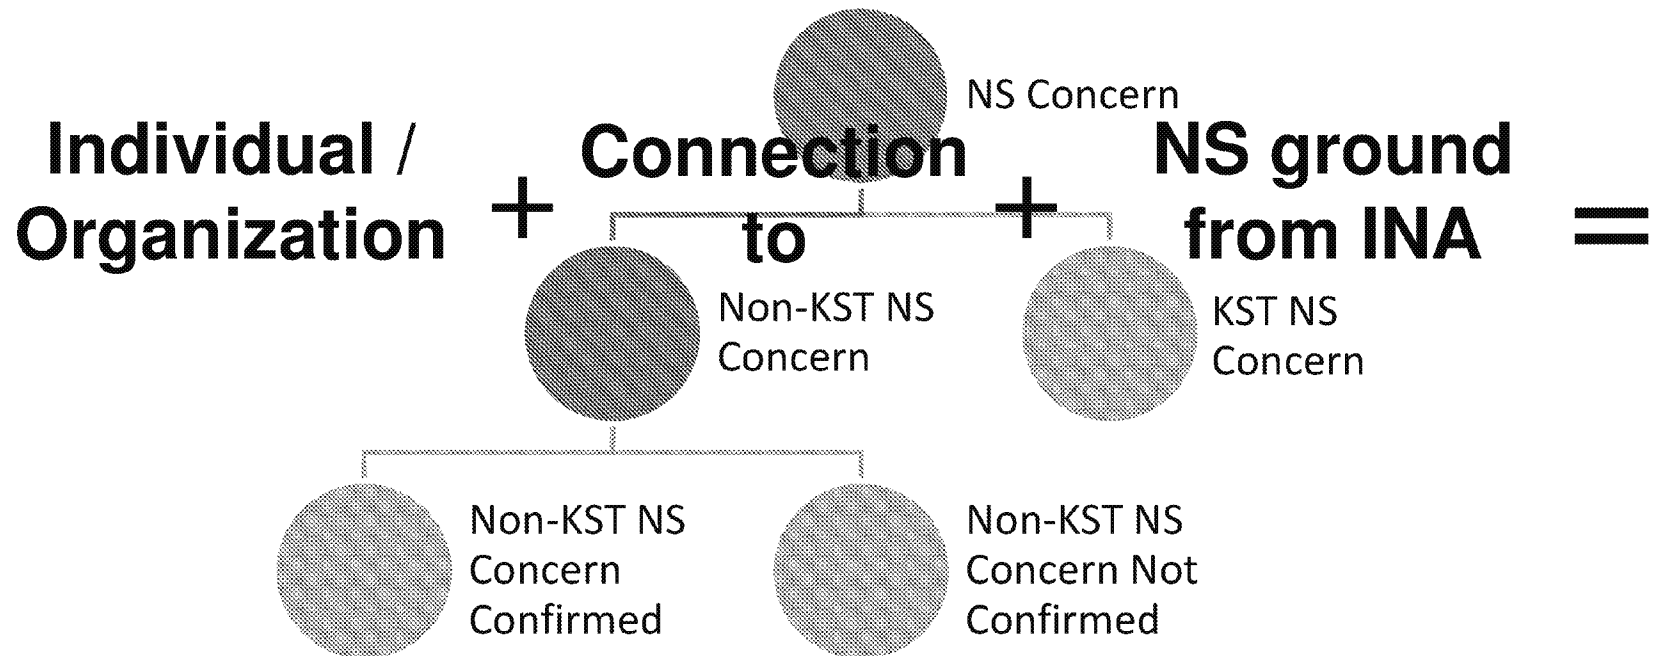 NS Concern
Individual / + Connection + NS ground =
Organization to from INA
Non-KST NS
Concern
KST NS
Concern
Non-KST NS
Concern
Confirmed
Non-KST NS
Concern Not
Confirmed